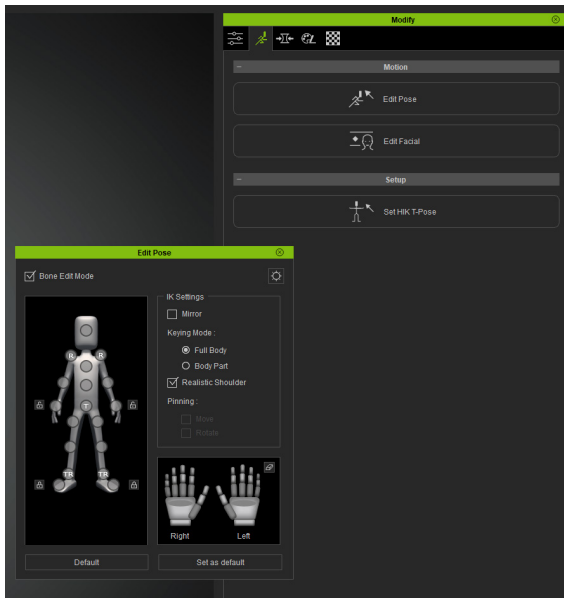 Modify
Motion
Edit Pose
Edit Facial
Setup
Set HIK T-Pose
Edit Pose
Bone Edit Mode
IK Settings
Mirror
Keying Mode :
Full Body
Body Part
Realistic Shoulder
Pinning :
Move
Rotate
R R
T
TR TR
Right Left
Default Set as default